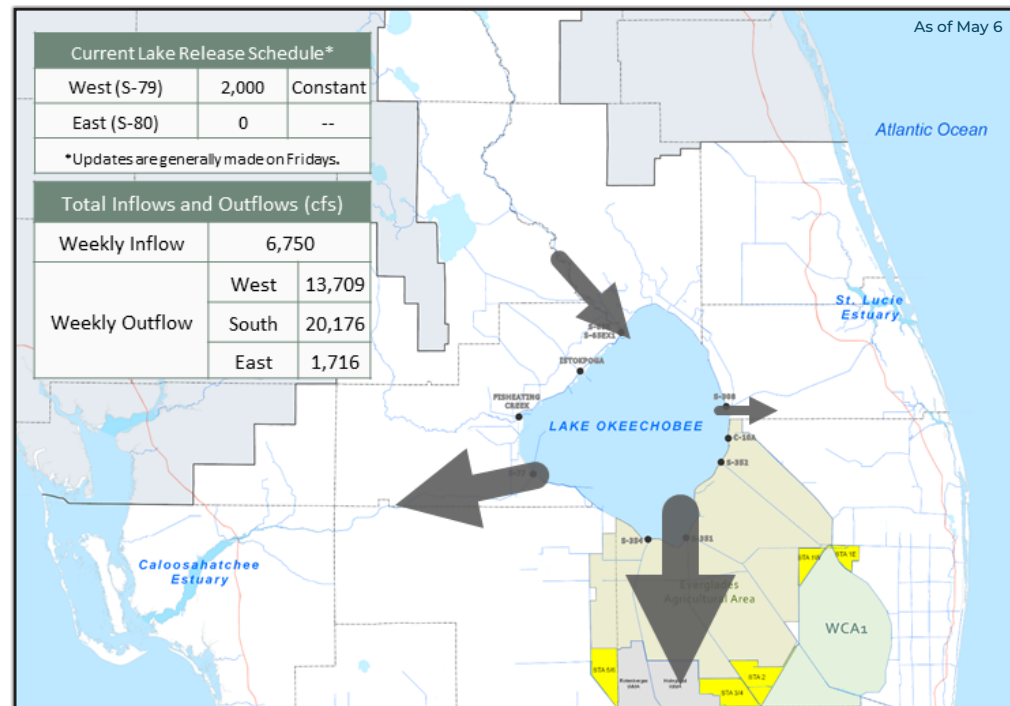 As of May 6
Current Lake Release Schedule*
West (S-79) 2,000 Constant
East (S-80) 0 --
*Updates are generally made on Fridays.
Total Inflows and Outflows (cfs)
Weekly Inflow 6,750
Weekly Outflow
West 13,709
South 20,176
East 1,716
Atlantic Ocean
St. Lucie
Estuary
S-65EX1
ISTOKPOGA
FISHEATING
CREEK
S-308
LAKE OKEECHOBEE
C-10A
S-352
S-77
S-354
S-351
Caloosahatchee
Estuary
Everglades
Agricultural Area
STA 1W
STA 1E
WCA1
STA 5/6
STA 2
STA 3/4